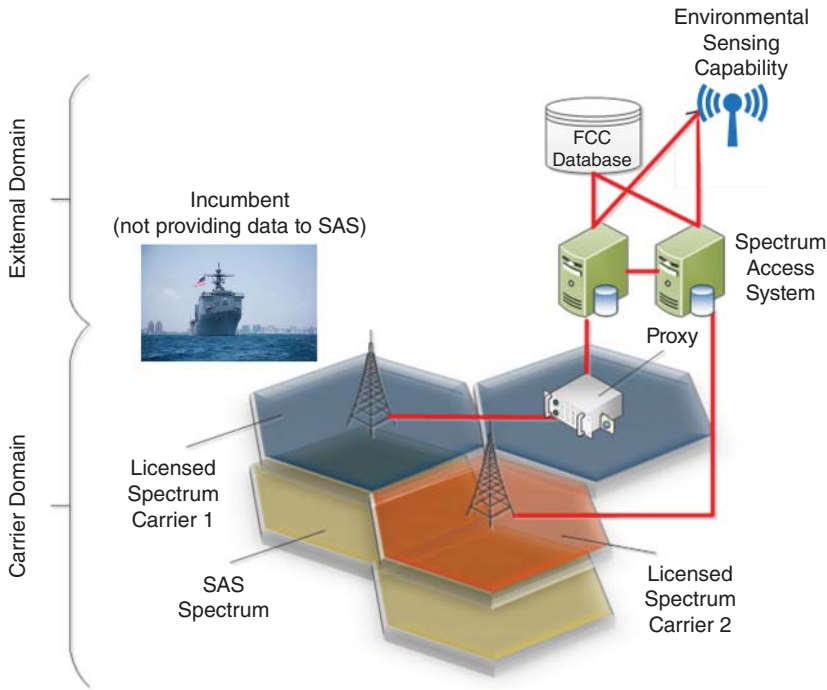 Environmental
Sensing
Capability
FCC
Database
Exitemal Domain
Incumbent
(not providing data to SAS)
Spectrum
Access
System
Proxy
Carrier Domain
Licensed
Spectrum
Carrier 1
SAS
Spectrum
Licensed
Spectrum
Carrier 2